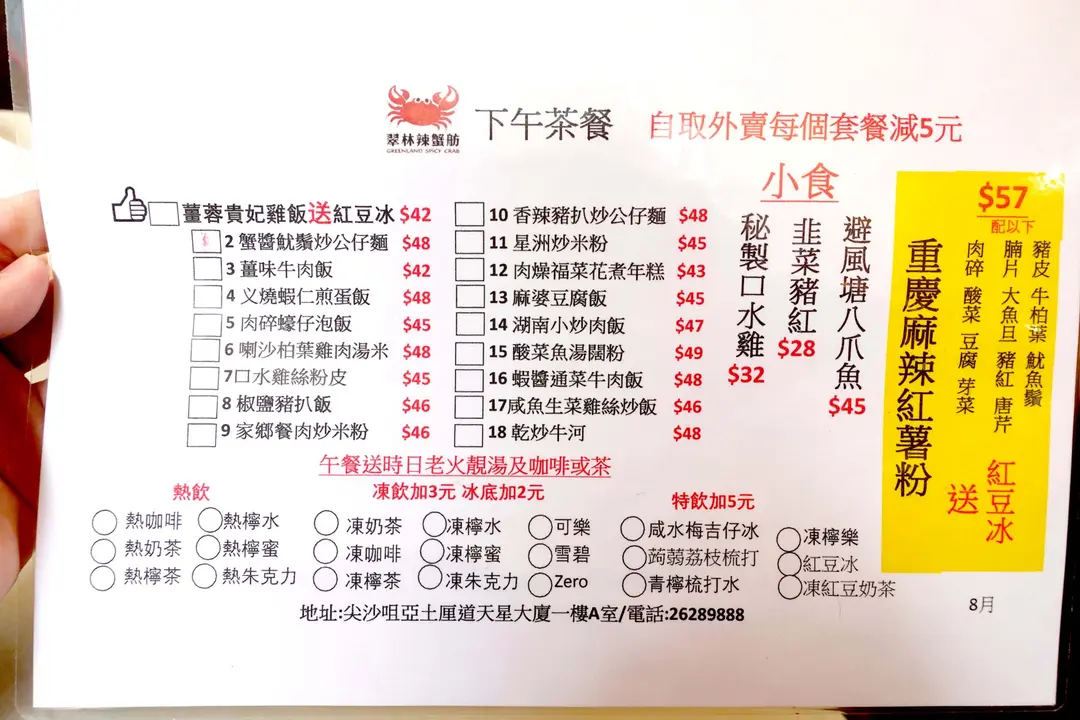 翠林辣蟹舫
GREENLAND SPICY CRAB
下午茶餐
自取外賣每個套餐減5元
薑蓉貴妃雞飯送紅豆冰 $42
2 蟹醬魷鬚炒公仔麵 $48
3 薑味牛肉飯 $42
4 义燒蝦仁煎蛋飯 $48
5 肉碎蠔仔泡飯 $45
6 喇沙柏葉雞肉湯米 $48
7口水雞絲粉皮 $45
8 椒鹽豬扒飯 $46
9 家鄉餐肉炒米粉 $46
10 香辣豬扒炒公仔麵 $48
11 星洲炒米粉 $45
12 肉燥福菜花煮年糕 $43
13 麻婆豆腐飯 $45
14 湖南小炒肉飯 $47
15 酸菜魚湯闊粉 $49
16 蝦醬通菜牛肉飯 $48
17咸魚生菜雞絲炒飯 $46
18 乾炒牛河 $48
小食
避風塘八爪魚 $45
韭菜豬紅 $28
秘製口水雞 $32
$57
配以下
豬皮 牛柏葉 魷魚鬚
腩片 大魚旦 豬紅 唐芹
肉碎 酸菜 豆腐 芽菜
重慶麻辣紅薯粉
送
紅豆冰
午餐送時日老火靚湯及咖啡或茶
熱飲
凍飲加3元 冰底加2元
特飲加5元
熱咖啡 熱檸水
熱奶茶 熱檸蜜
熱檸茶 熱朱克力
凍奶茶 凍檸水 可樂
凍咖啡 凍檸蜜 雪碧
凍檸茶 凍朱克力 Zero
咸水梅吉仔冰 凍檸樂
蒟蒻荔枝梳打 紅豆冰
青檸梳打水 凍紅豆奶茶
地址:尖沙咀亞土厘道天星大廈一樓A室/電話:26289888
8月